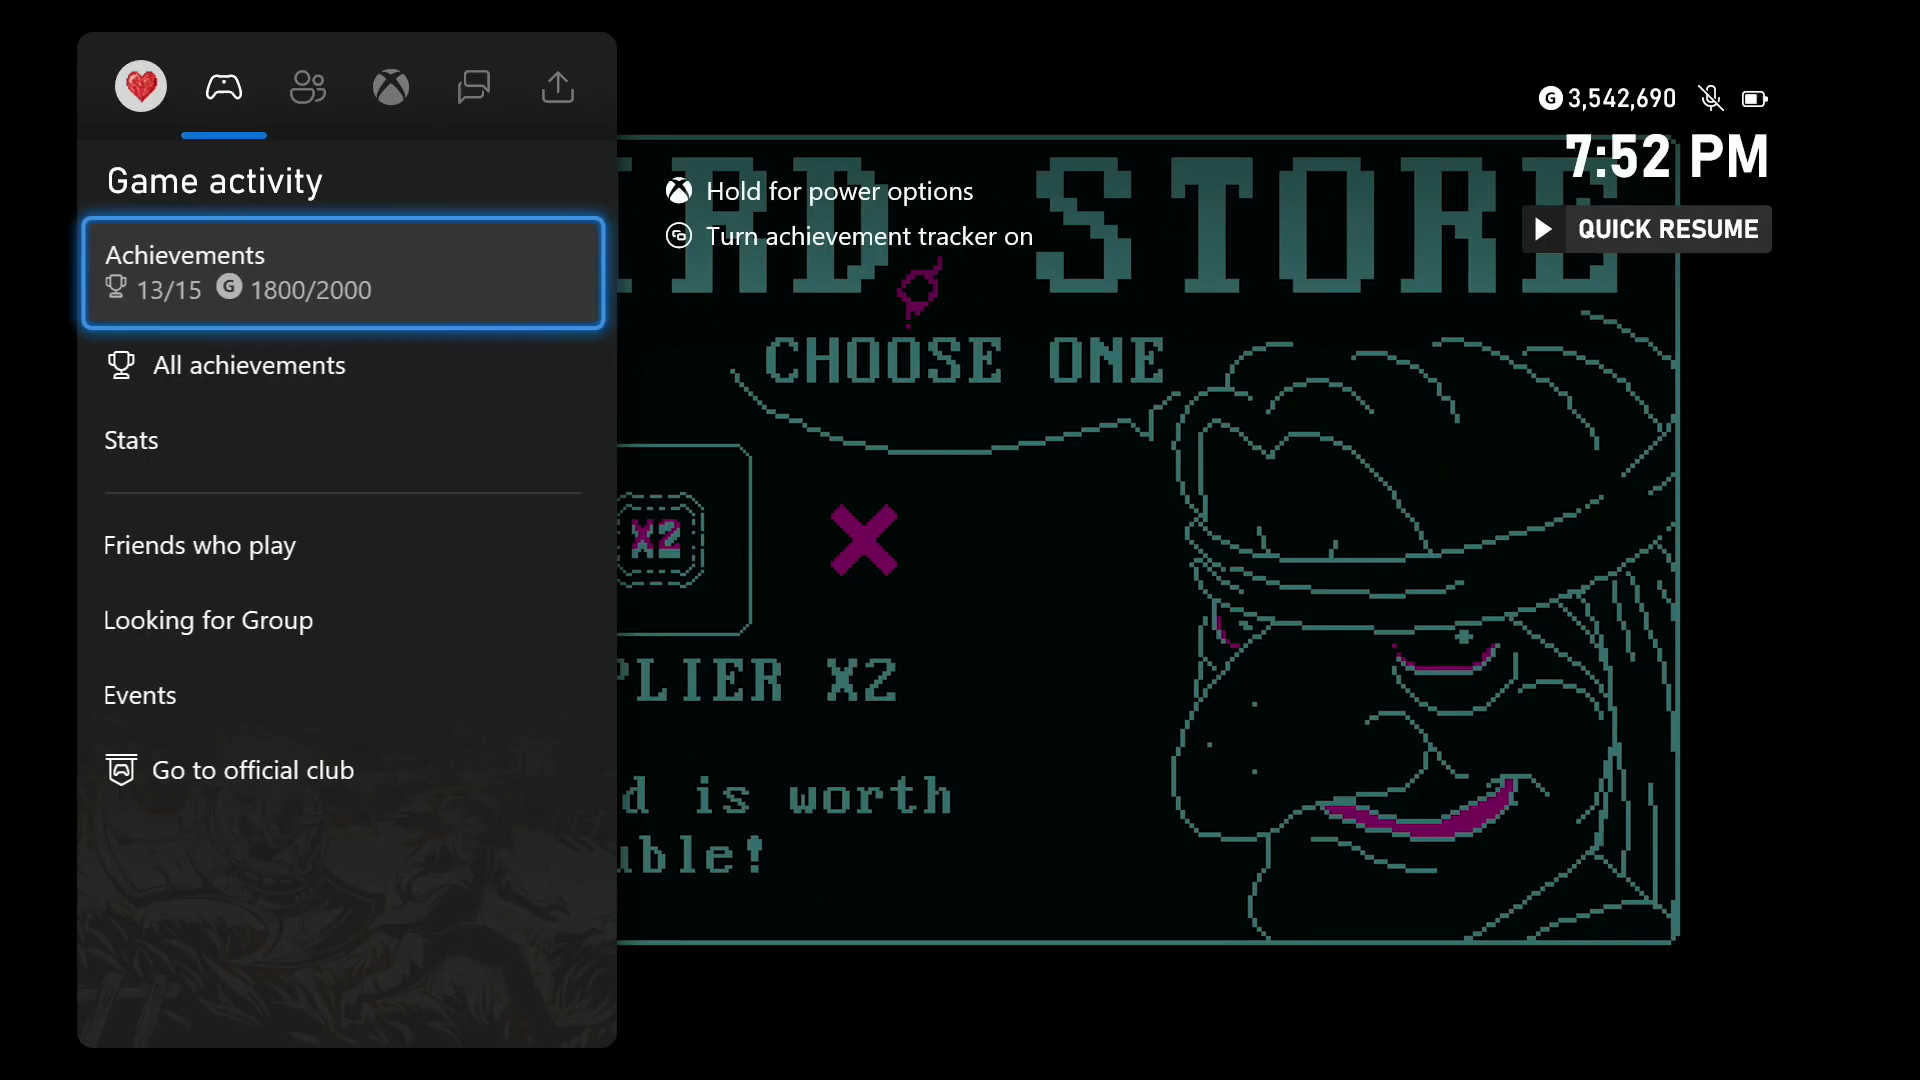 G 3,542,690
7:52 PM
QUICK RESUME
Game activity
Achievements
13/15 G 1800/2000
All achievements
Stats
Friends who play
Looking for Group
Events
Go to official club
Hold for power options
Turn achievement tracker on
STORE
CHOOSE ONE
X2
PLIER X2
is worth